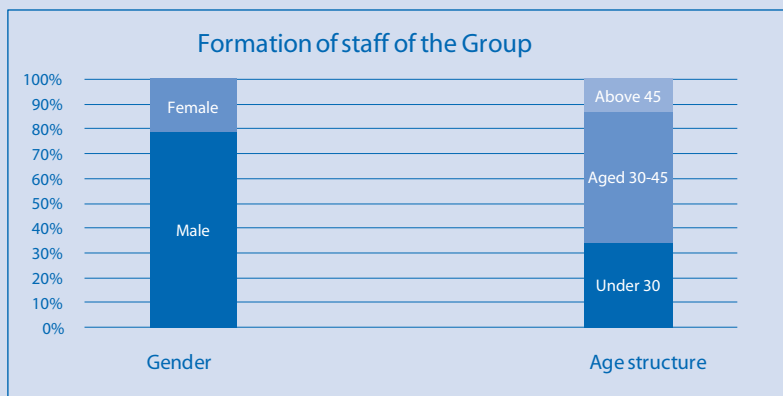 Formation of staff of the Group
100%
90%
80%
70%
60%
50%
40%
30%
20%
10%
0%
Female
Male
Above 45
Aged 30-45
Under 30
Gender
Age structure